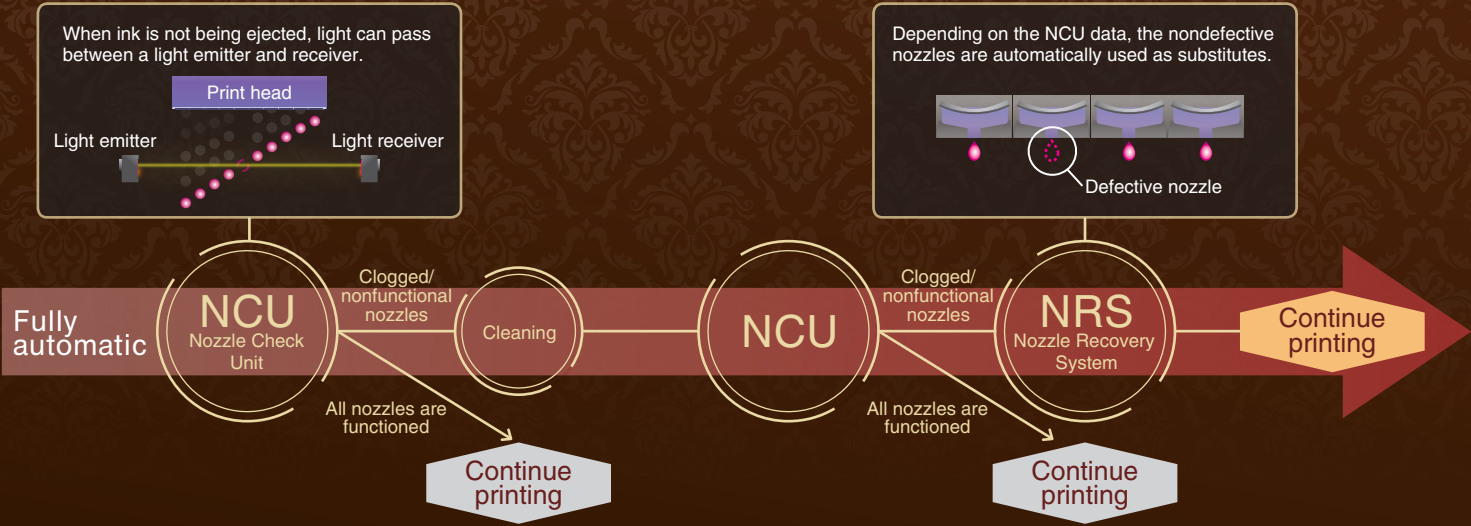 When ink is not being ejected, light can pass
between a light emitter and receiver.
Print head
Light emitter
Light receiver
Depending on the NCU data, the nondefective
nozzles are automatically used as substitutes.
Defective nozzle
Fully
automatic
NCU
Nozzle Check
Unit
Clogged/
nonfunctional
nozzles
All nozzles are
functioned
Continue
printing
Cleaning
NCU
Clogged/
nonfunctional
nozzles
All nozzles are
functioned
Continue
printing
NRS
Nozzle Recovery
System
Continue
printing